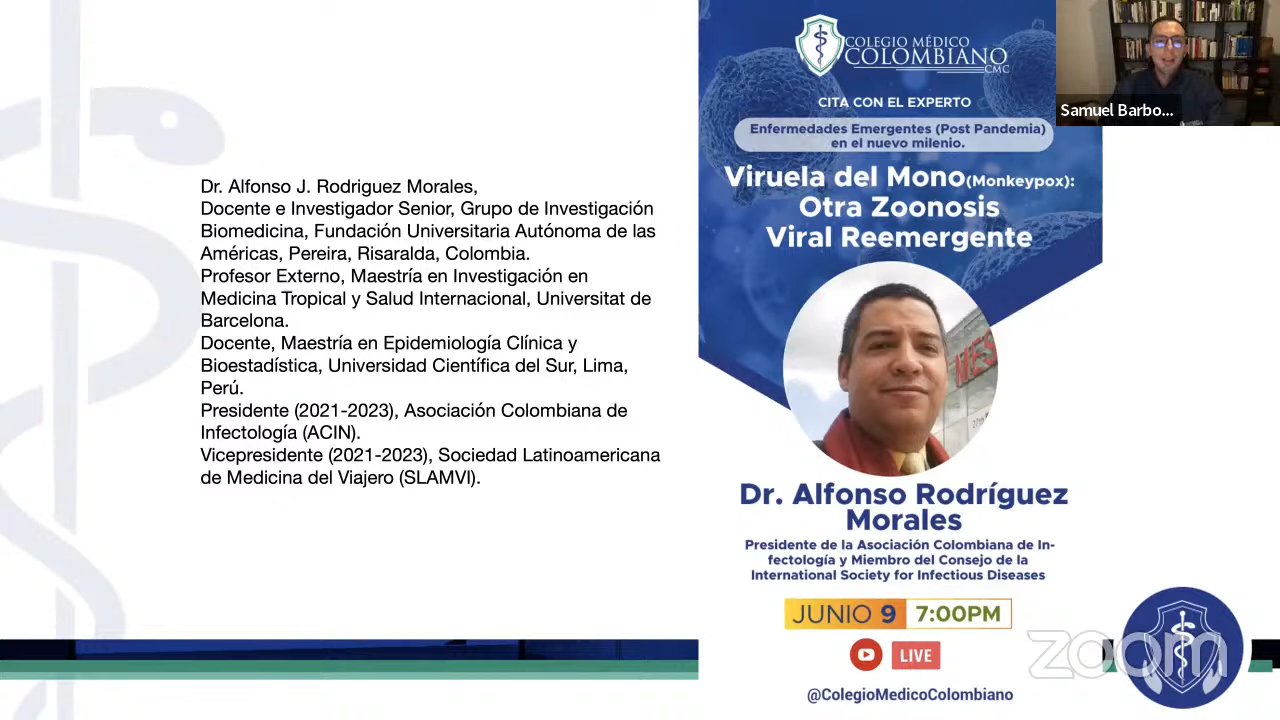 Dr. Alfonso J. Rodriguez Morales,
Docente e Investigador Senior, Grupo de Investigación
Biomedicina, Fundación Universitaria Autónoma de las
Américas, Pereira, Risaralda, Colombia.
Profesor Externo, Maestría en Investigación en
Medicina Tropical y Salud Internacional, Universitat de
Barcelona.
Docente, Maestría en Epidemiología Clínica y
Bioestadística, Universidad Científica del Sur, Lima,
Perú.
Presidente (2021-2023), Asociación Colombiana de
Infectología (ACIN).
Vicepresidente (2021-2023), Sociedad Latinoamericana
de Medicina del Viajero (SLAMVI).
COLEGIO MÉDICO
COLOMBIANO
CMC
CITA CON EL EXPERTO
Enfermedades Emergentes (Post Pandemia)
en el nuevo milenio.
Viruela del Mono(Monkeypox):
Otra Zoonosis
Viral Reemergente
Dr. Alfonso Rodríguez
Morales
Presidente de la Asociación Colombiana de In-
fectología y Miembro del Consejo de la
International Society for Infectious Diseases
JUNIO 9 7:00PM
LIVE
@ColegioMedicoColombiano
Samuel Barbo...
zoom